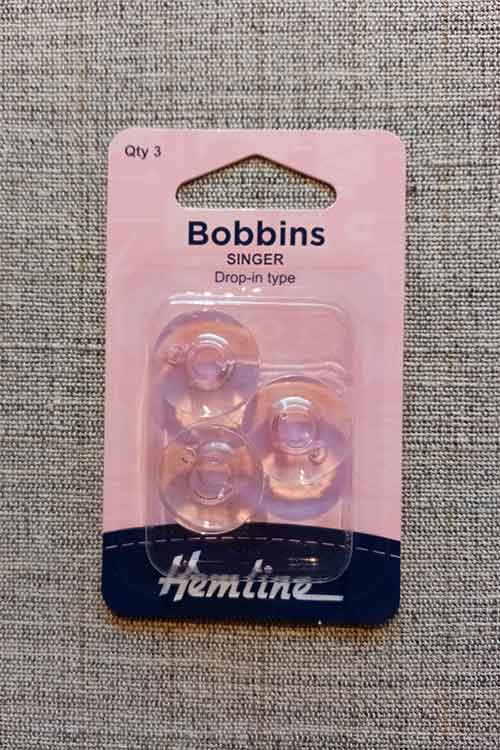 Qty 3
Bobbins
SINGER
Drop-in type
Hemline